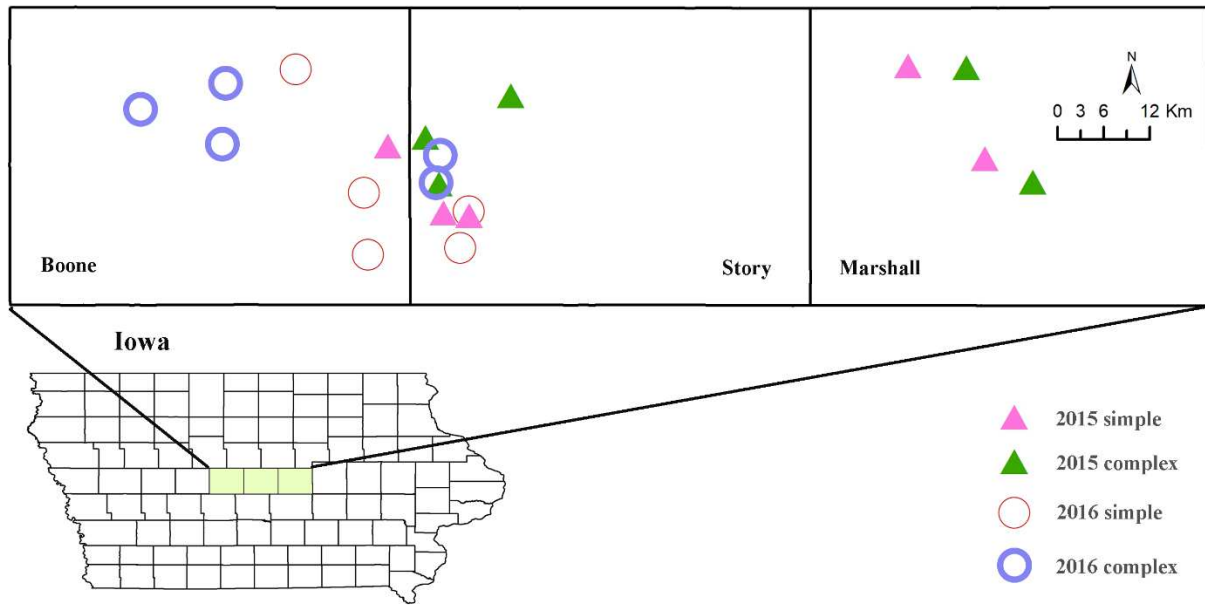 N
0 3 6 12 Km
Boone
Story
Marshall
Iowa
2015 simple
2015 complex
2016 simple
2016 complex